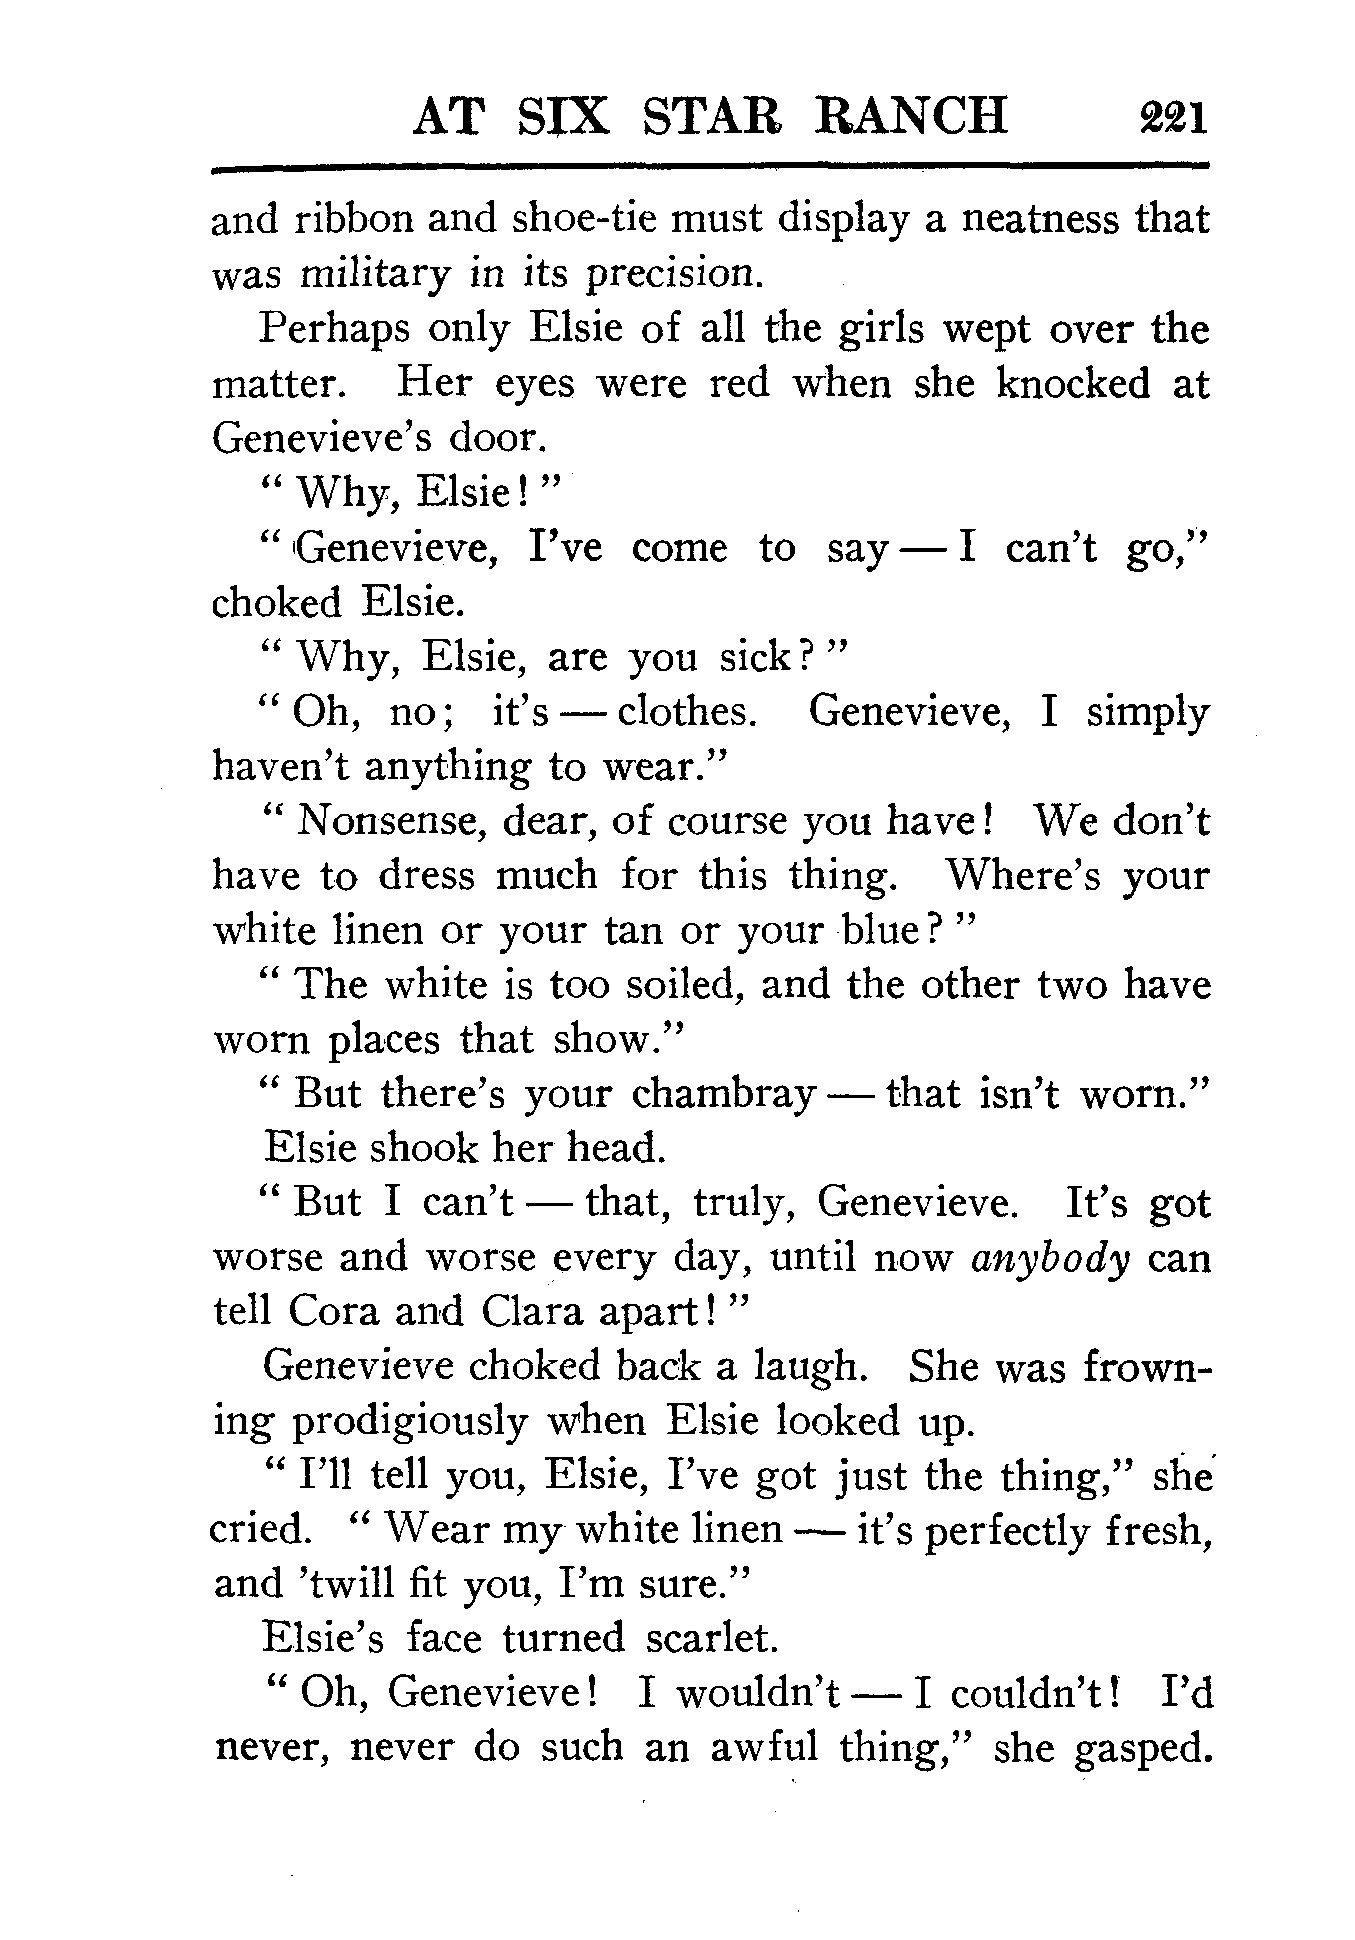 AT SIX STAR RANCH 221
and ribbon and shoe-tie must display a neatness that
was military in its precision.
Perhaps only Elsie of all the girls wept over the
matter. Her eyes were red when she knocked at
Genevieve's door.
" Why, Elsie! "
" Genevieve, I've come to say — I can't go,"
choked Elsie.
" Why, Elsie, are you sick? "
" Oh, no; it's — clothes. Genevieve, I simply
haven't anything to wear."
" Nonsense, dear, of course you have! We don't
have to dress much for this thing. Where's your
white linen or your tan or your blue? "
" The white is too soiled, and the other two have
worn places that show."
" But there's your chambray — that isn't worn."
Elsie shook her head.
" But I can't — that, truly, Genevieve. It's got
worse and worse every day, until now anybody can
tell Cora and Clara apart! "
Genevieve choked back a laugh. She was frown-
ing prodigiously when Elsie looked up.
" I'll tell you, Elsie, I've got just the thing," she
cried. " Wear my white linen — it's perfectly fresh,
and 'twill fit you, I'm sure."
Elsie's face turned scarlet.
" Oh, Genevieve! I wouldn't — I couldn't! I'd
never, never do such an awful thing," she gasped.